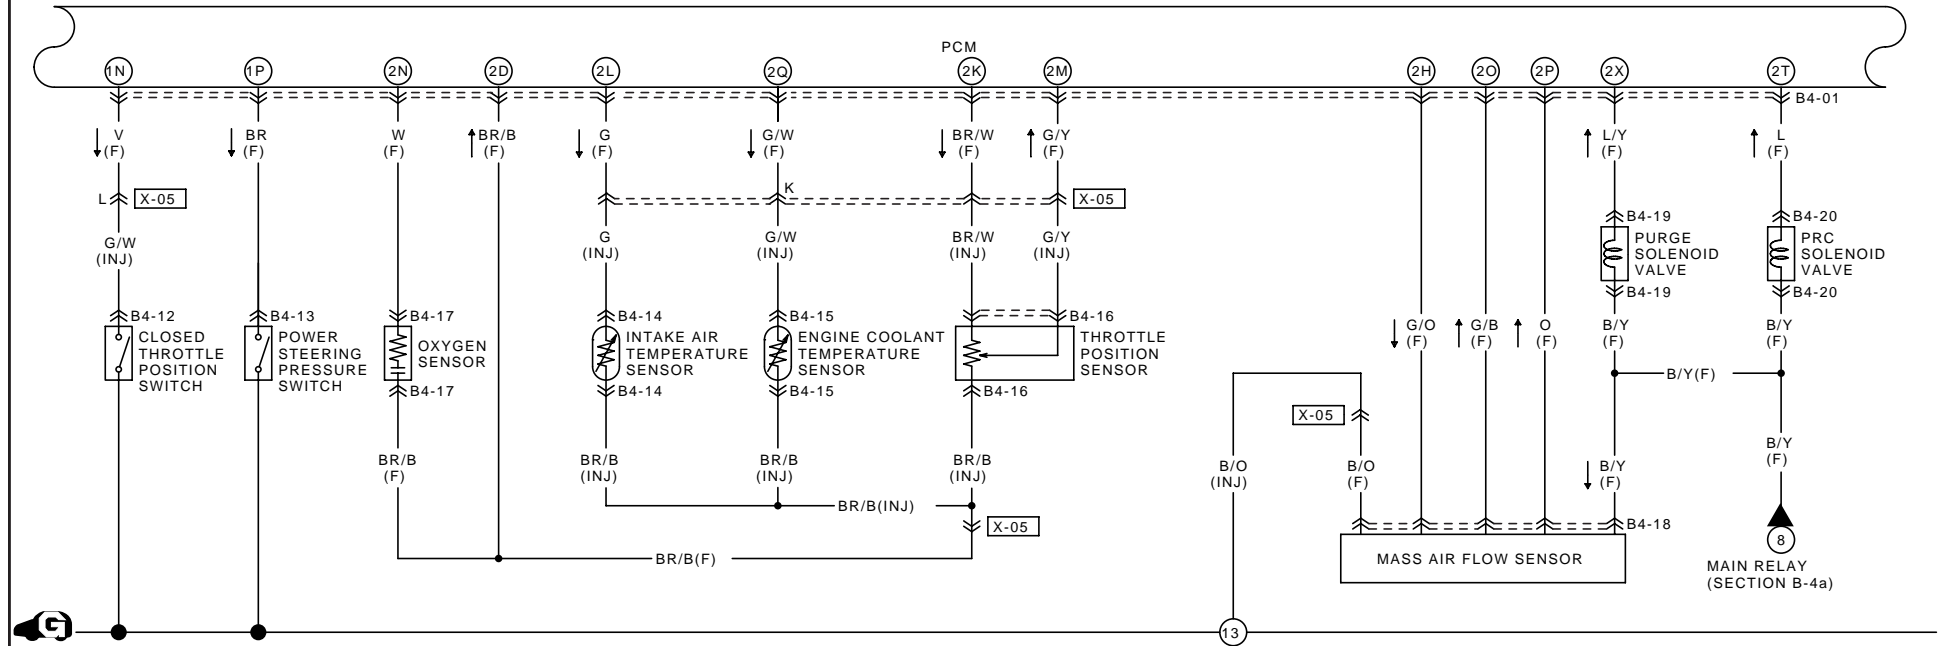 PCM
1N 1P 2N 2D 2L 2Q 2K 2M 2H 2O 2P 2X 2T
B4-01
V BR W BR/B G G/W BR/W G/Y L/Y L
(F) (F) (F) (F) (F) (F) (F) (F) (F) (F)
L X-05 K X-05
B4-19 B4-20
G/W G G/W BR/W G/Y
(INJ) (INJ) (INJ) (INJ) (INJ)
PURGE
SOLENOID
VALVE
PRC
SOLENOID
VALVE
B4-19 B4-20
B4-12 B4-13 B4-17 B4-14 B4-15 B4-16
G/O G/B O B/Y B/Y
(F) (F) (F) (F) (F)
CLOSED
THROTTLE
POSITION
SWITCH
POWER
STEERING
PRESSURE
SWITCH
OXYGEN
SENSOR
INTAKE AIR
TEMPERATURE
SENSOR
ENGINE COOLANT
TEMPERATURE
SENSOR
THROTTLE
POSITION
SENSOR
B/Y(F)
B4-17 B4-14 B4-15 B4-16
X-05
B/Y
(F)
BR/B BR/B BR/B BR/B B/O B/O B/Y
(F) (INJ) (INJ) (INJ) (INJ) (F) (F)
BR/B(INJ)
X-05
B4-18
8
BR/B(F)
MASS AIR FLOW SENSOR
MAIN RELAY
(SECTION B-4a)
G
13